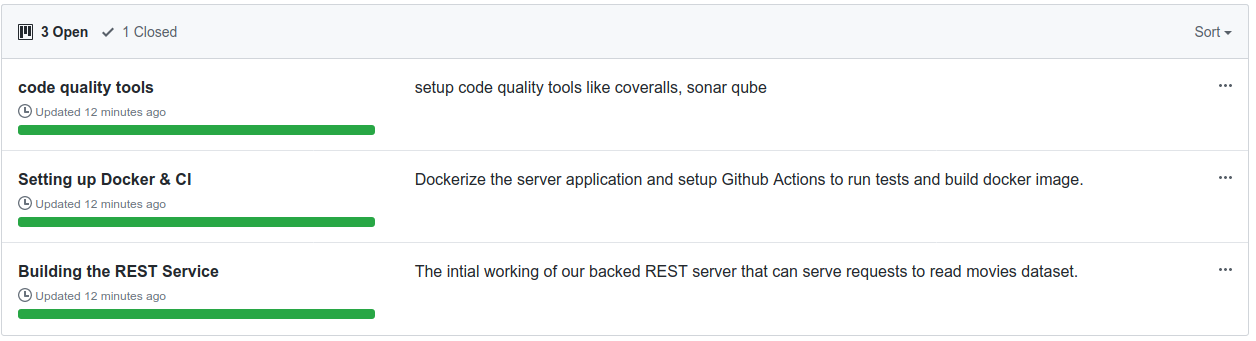 3 Open 1 Closed Sort
code quality tools setup code quality tools like coveralls, sonar qube
Updated 12 minutes ago
Setting up Docker & CI Dockerize the server application and setup Github Actions to run tests and build docker image.
Updated 12 minutes ago
Building the REST Service The intial working of our backed REST server that can serve requests to read movies dataset.
Updated 12 minutes ago